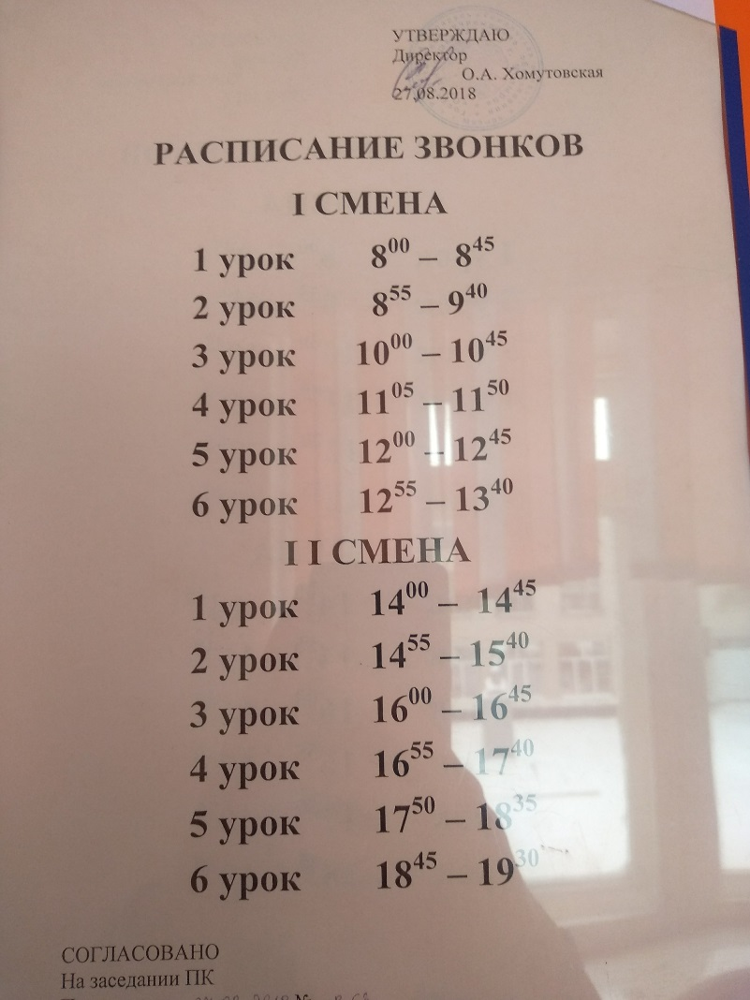 УТВЕРЖДАЮ
Директор
О.А. Хомутовская
27.08.2018
РАСПИСАНИЕ ЗВОНКОВ
I СМЕНА
1 урок 8⁰⁰ – 8⁴⁵
2 урок 8⁵⁵ – 9⁴⁰
3 урок 10⁰⁰ – 10⁴⁵
4 урок 11⁰⁵ – 11⁵⁰
5 урок 12⁰⁰ – 12⁴⁵
6 урок 12⁵⁵ – 13⁴⁰
I I СМЕНА
1 урок 14⁰⁰ – 14⁴⁵
2 урок 14⁵⁵ – 15⁴⁰
3 урок 16⁰⁰ – 16⁴⁵
4 урок 16⁵⁵ – 17⁴⁰
5 урок 17⁵⁰ – 18³⁵
6 урок 18⁴⁵ – 19³⁰
СОГЛАСОВАНО
На заседании ПК